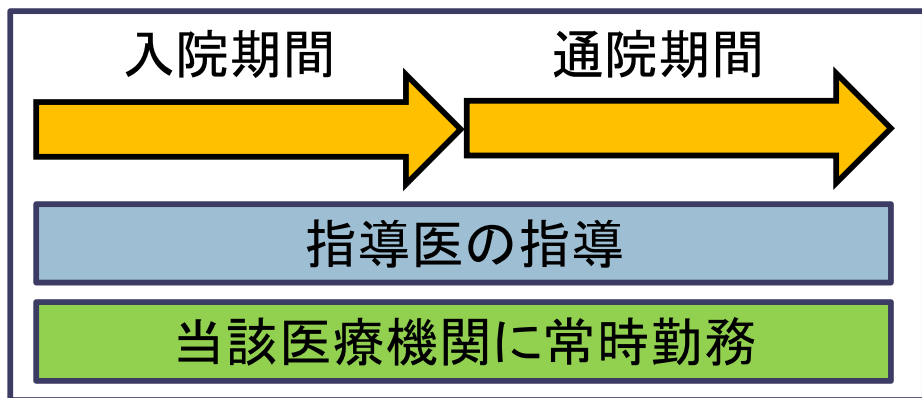 入院期間
通院期間
指導医の指導
当該医療機関に常時勤務